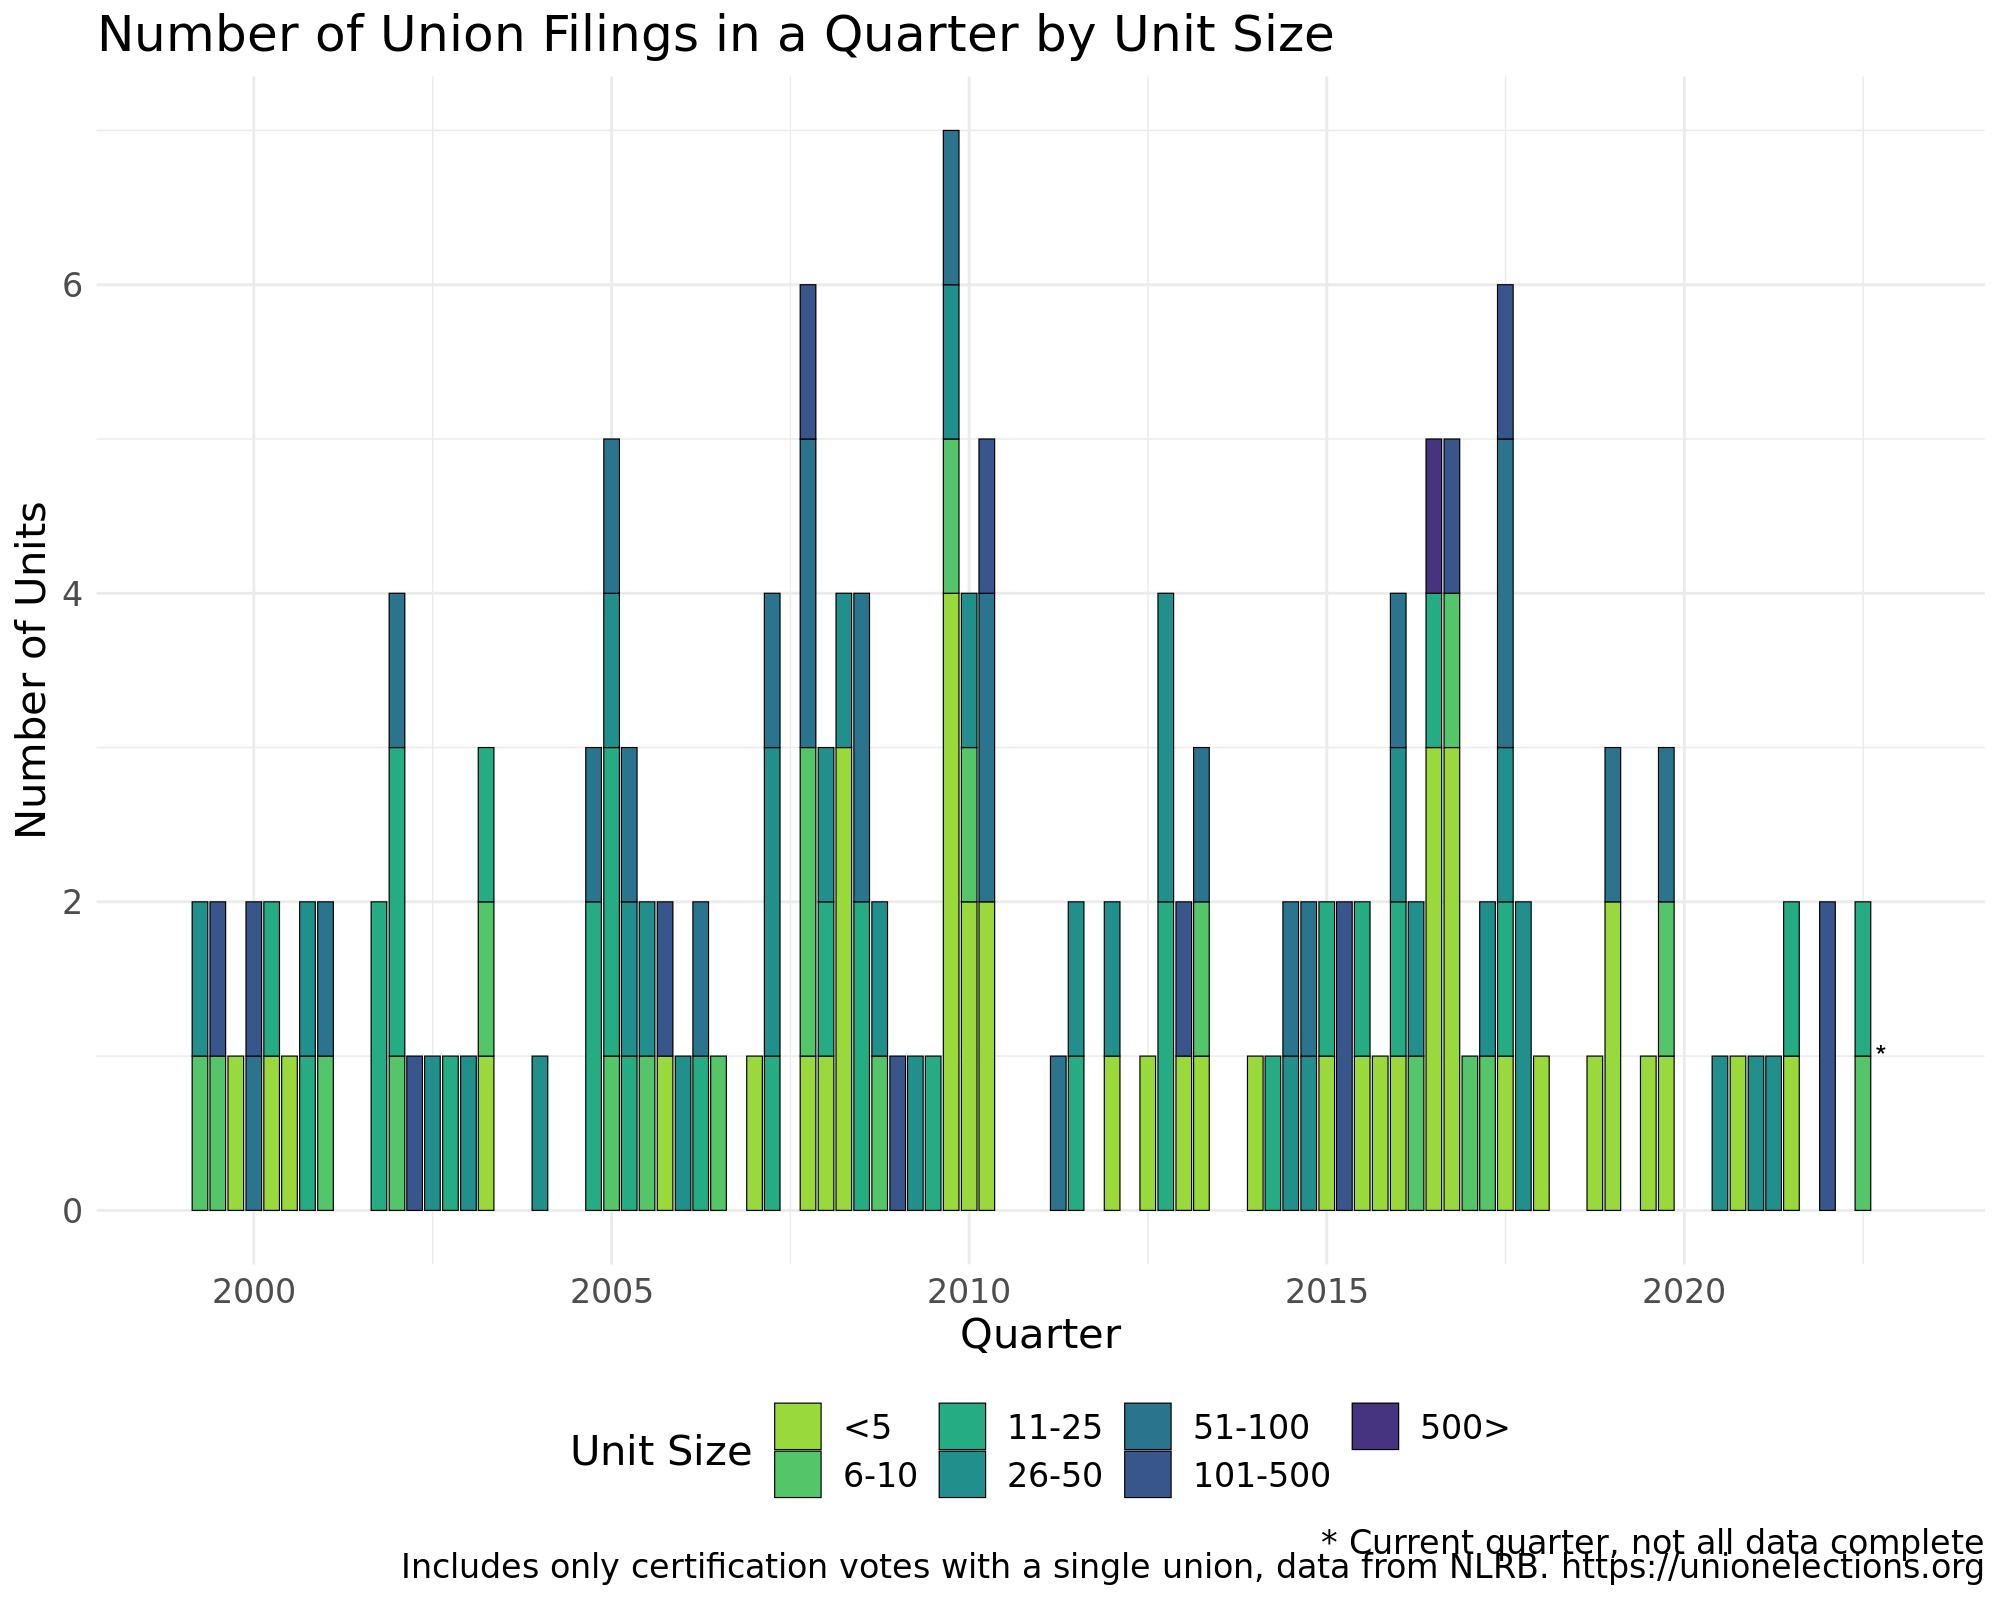 Number of Union Filings in a Quarter by Unit Size
Number of Units
6
4
2
0
*
2000 2005 2010 2015 2020
Quarter
Unit Size
<5 11-25 51-100 500>
6-10 26-50 101-500
* Current quarter, not all data complete
Includes only certification votes with a single union, data from NLRB. https://unionelections.org